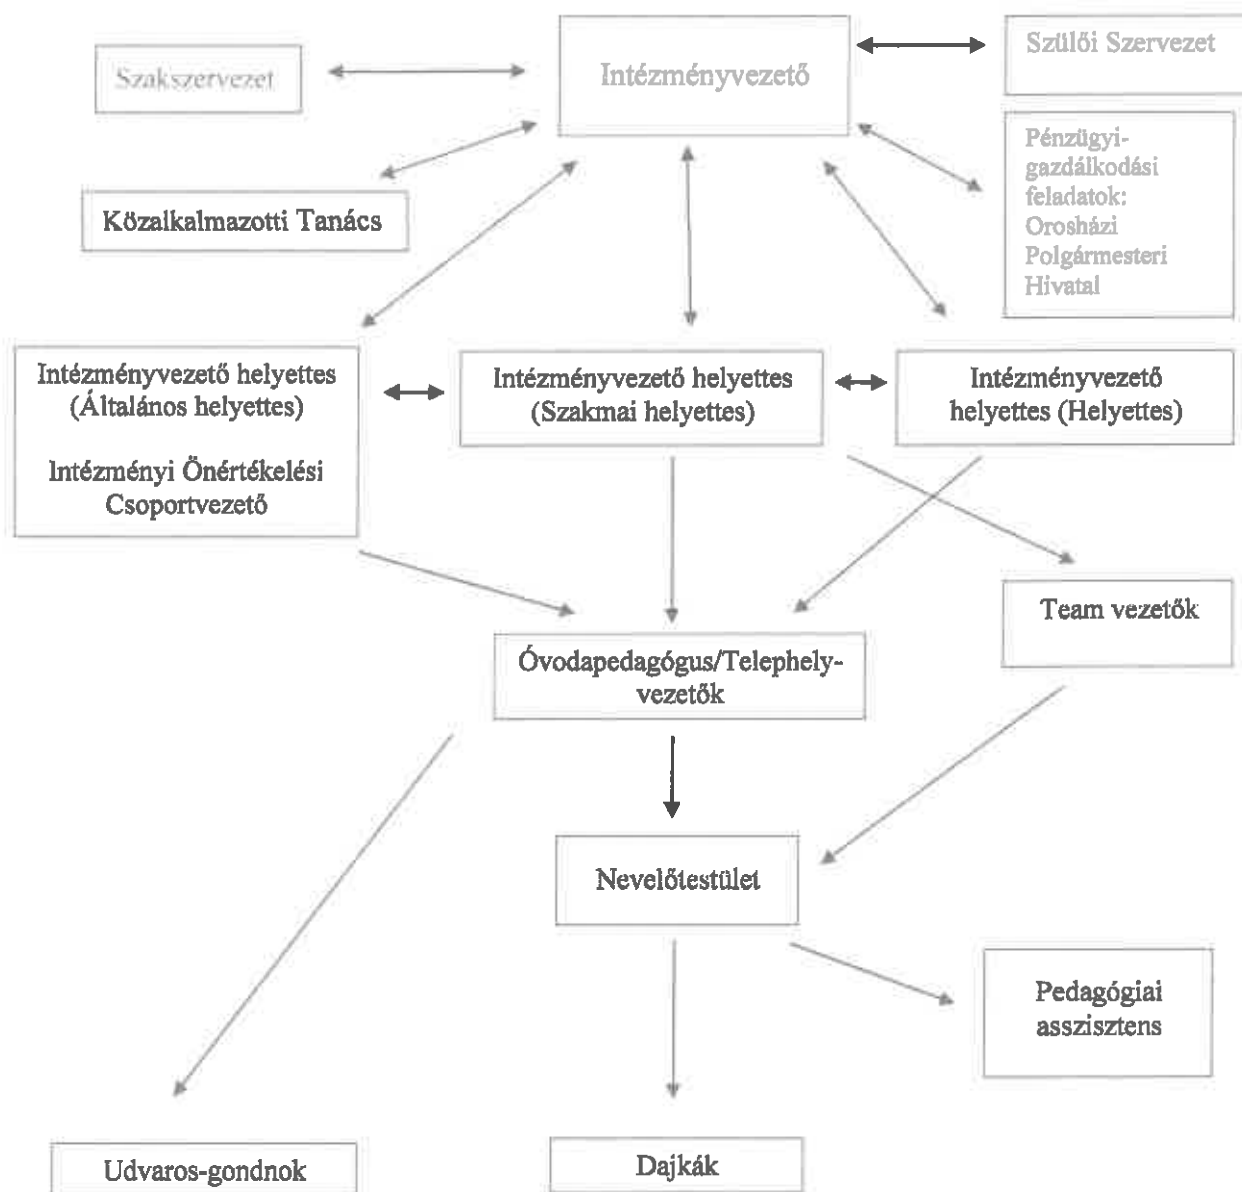 Szakszervezet
Intézményvezető
Szülői Szervezet
Pénzügyi-
gazdálkodási
feladatok:
Orosházi
Polgármesteri
Hivatal
Közalkalmazotti Tanács
Intézményvezető helyettes
(Általános helyettes)
Intézményi Önértékelési
Csoportvezető
Intézményvezető helyettes
(Szakmai helyettes)
Intézményvezető
helyettes (Helyettes)
Team vezetők
Óvodapedagógus/Telephely-
vezetők
Nevelőtestület
Pedagógiai
asszisztens
Udvaros-gondnok
Dajkák